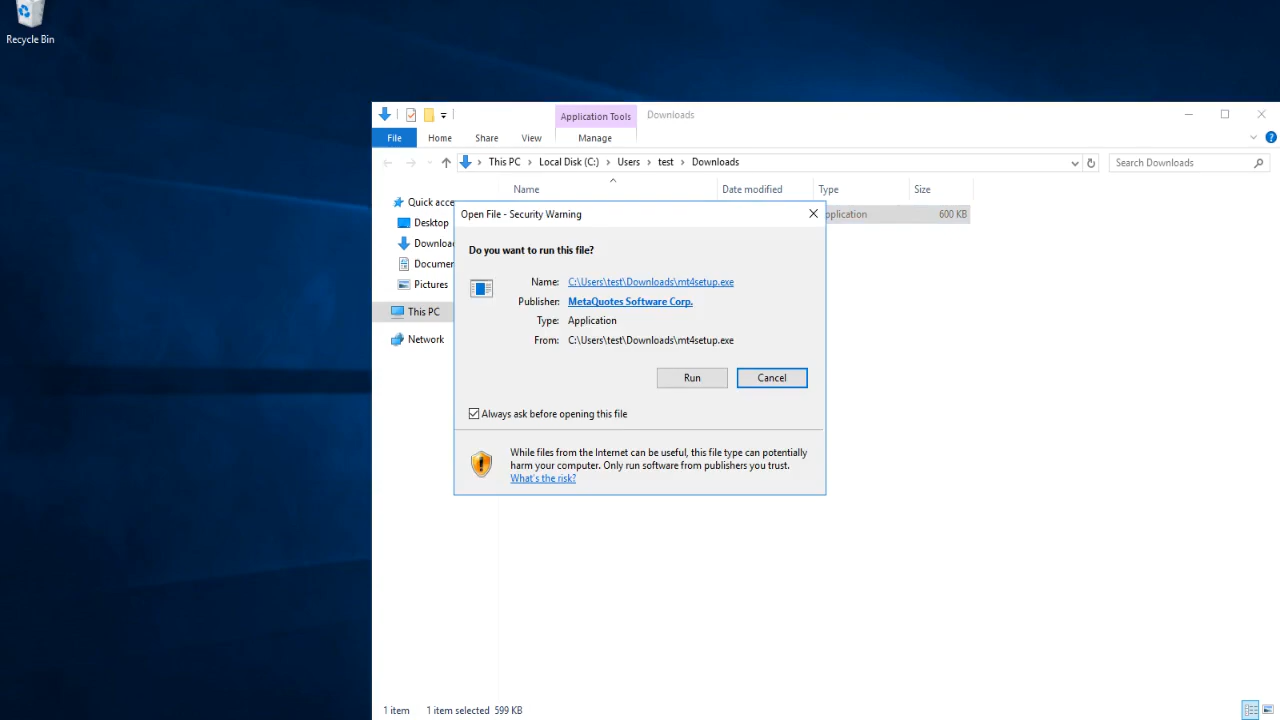 Recycle Bin
Application Tools
Downloads
File
Home
Share
View
Manage
This PC > Local Disk (C:) > Users > test > Downloads
Search Downloads
Name
Date modified
Type
Size
Quick acce
Desktop
Downloa
Documer
Pictures
This PC
Network
pplication
600 KB
Open File - Security Warning
Do you want to run this file?
Name: C:\Users\test\Downloads\mt4setup.exe
Publisher: MetaQuotes Software Corp.
Type: Application
From: C:\Users\test\Downloads\mt4setup.exe
Run
Cancel
Always ask before opening this file
While files from the Internet can be useful, this file type can potentially
harm your computer. Only run software from publishers you trust.
What's the risk?
1 item
1 item selected 599 KB